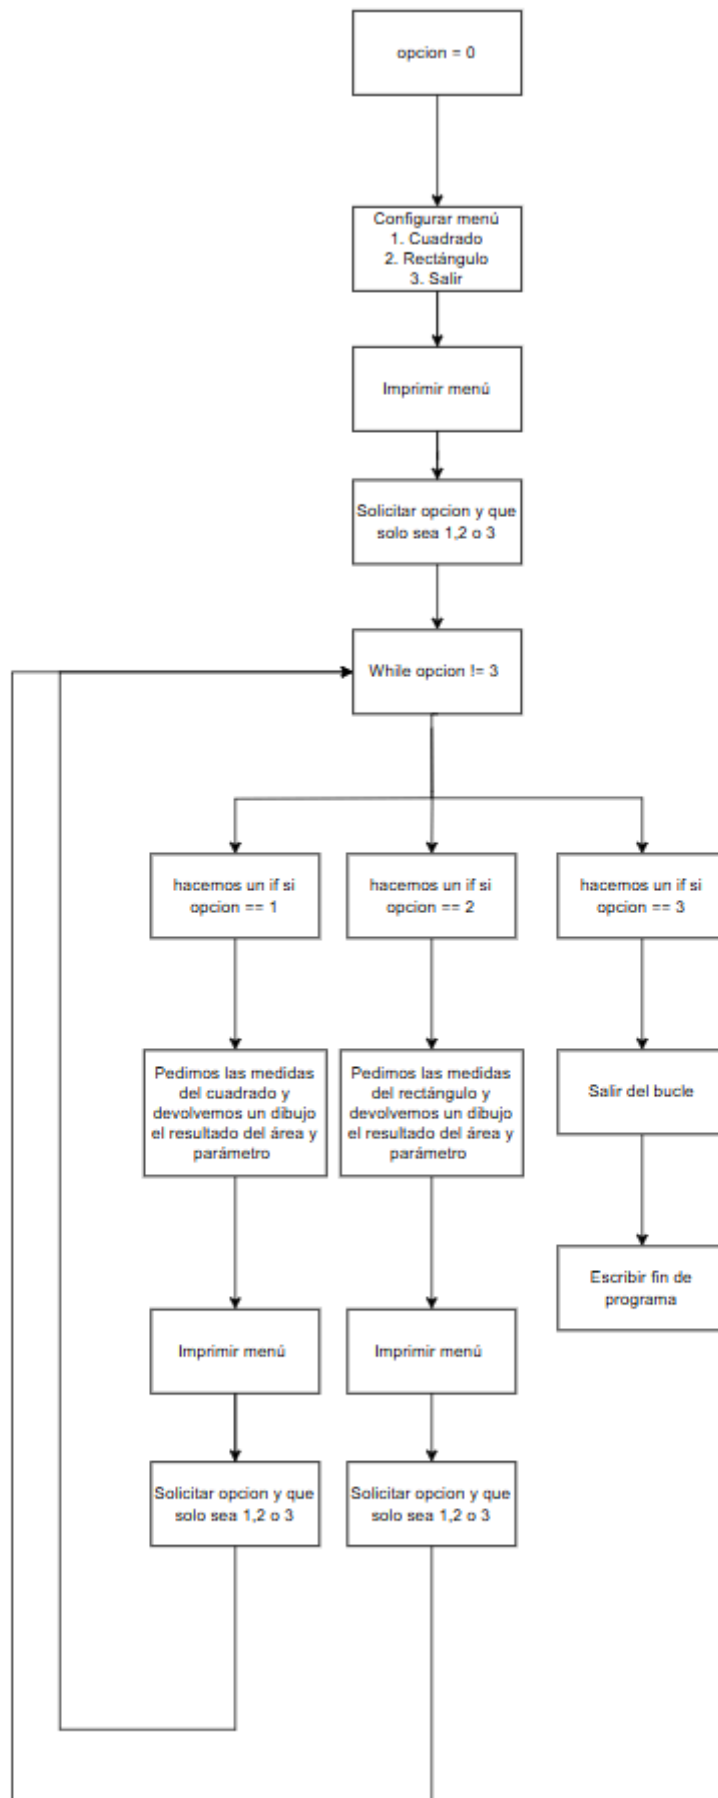 opcion = 0
Configurar menú
1. Cuadrado
2. Rectángulo
3. Salir
Imprimir menú
Solicitar opcion y que
solo sea 1,2 o 3
While opcion != 3
hacemos un if si
opcion == 1
hacemos un if si
opcion == 2
hacemos un if si
opcion == 3
Pedimos las medidas
del cuadrado y
devolvemos un dibujo
el resultado del área y
parámetro
Pedimos las medidas
del rectángulo y
devolvemos un dibujo
el resultado del área y
parámetro
Salir del bucle
Escribir fin de
programa
Imprimir menú
Imprimir menú
Solicitar opcion y que
solo sea 1,2 o 3
Solicitar opcion y que
solo sea 1,2 o 3